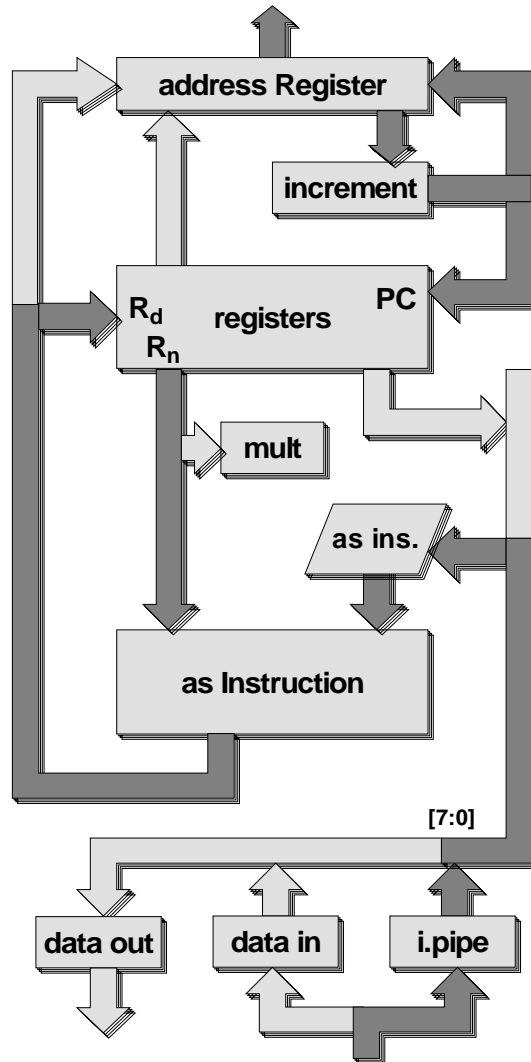 address Register
increment
PC
Rd
registers
Rn
mult
as ins.
as Instruction
[7:0]
data out
data in
i.pipe